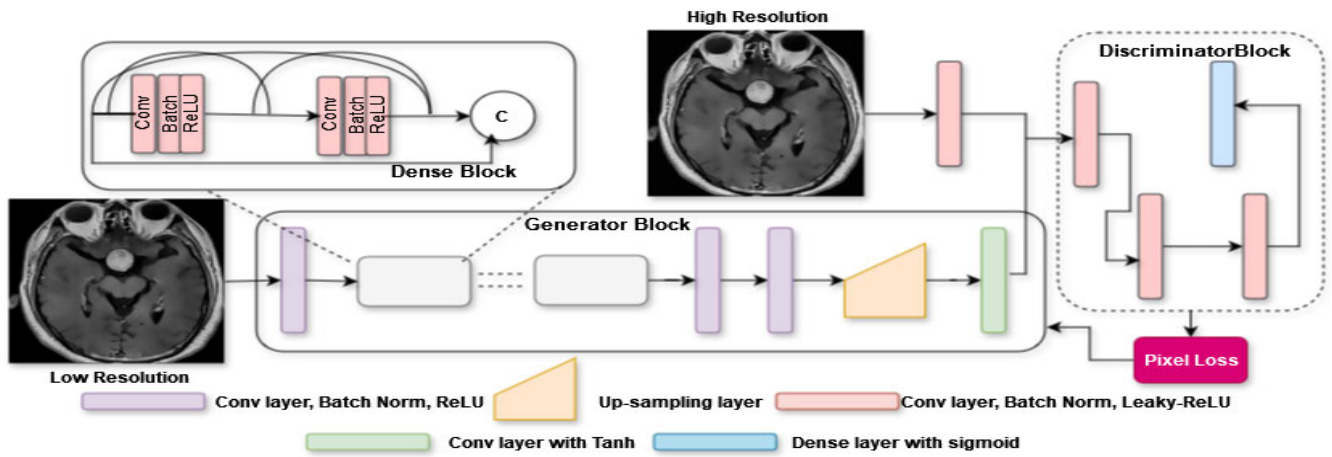 High Resolution
DiscriminatorBlock
Conv
Batch
ReLU
Conv
Batch
ReLU
C
Dense Block
Generator Block
Low Resolution
Pixel Loss
Conv layer, Batch Norm, ReLU
Up-sampling layer
Conv layer, Batch Norm, Leaky-ReLU
Conv layer with Tanh
Dense layer with sigmoid